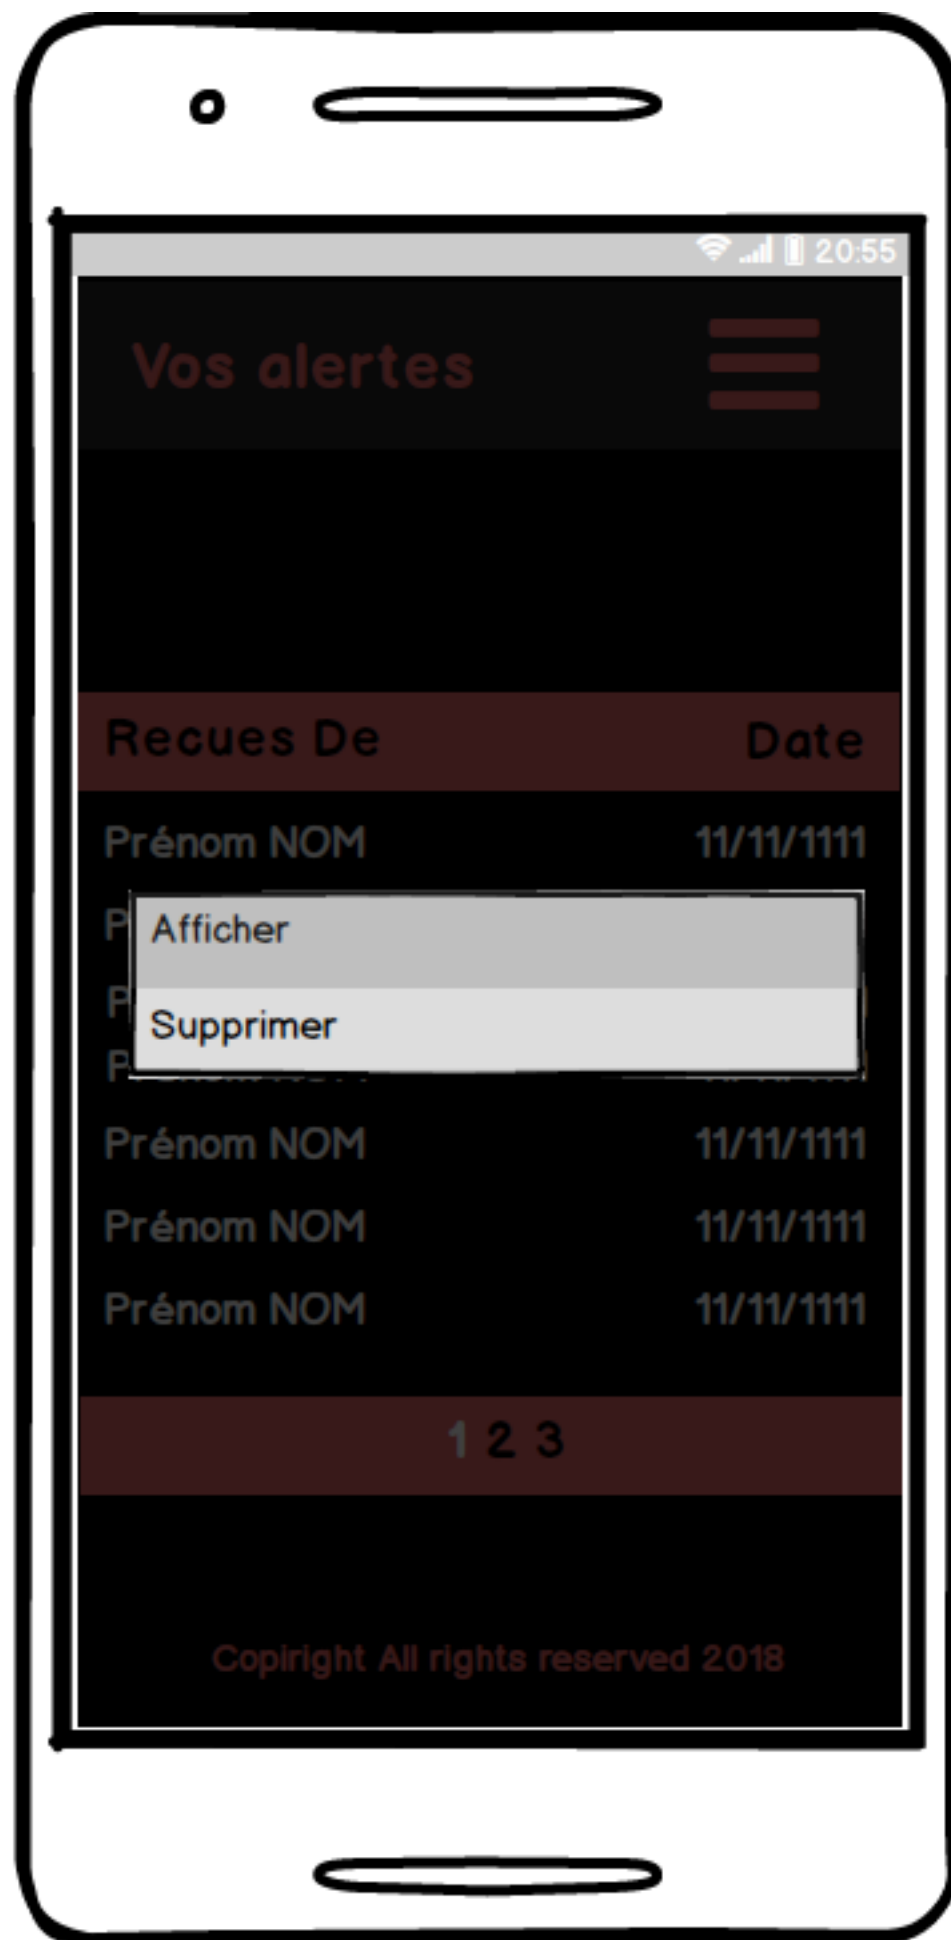 20:55
Vos alertes
Recues De Date
Prénom NOM 11/11/1111
Afficher
Supprimer
Prénom NOM 11/11/1111
Prénom NOM 11/11/1111
Prénom NOM 11/11/1111
1 2 3
Copiright All rights reserved 2018